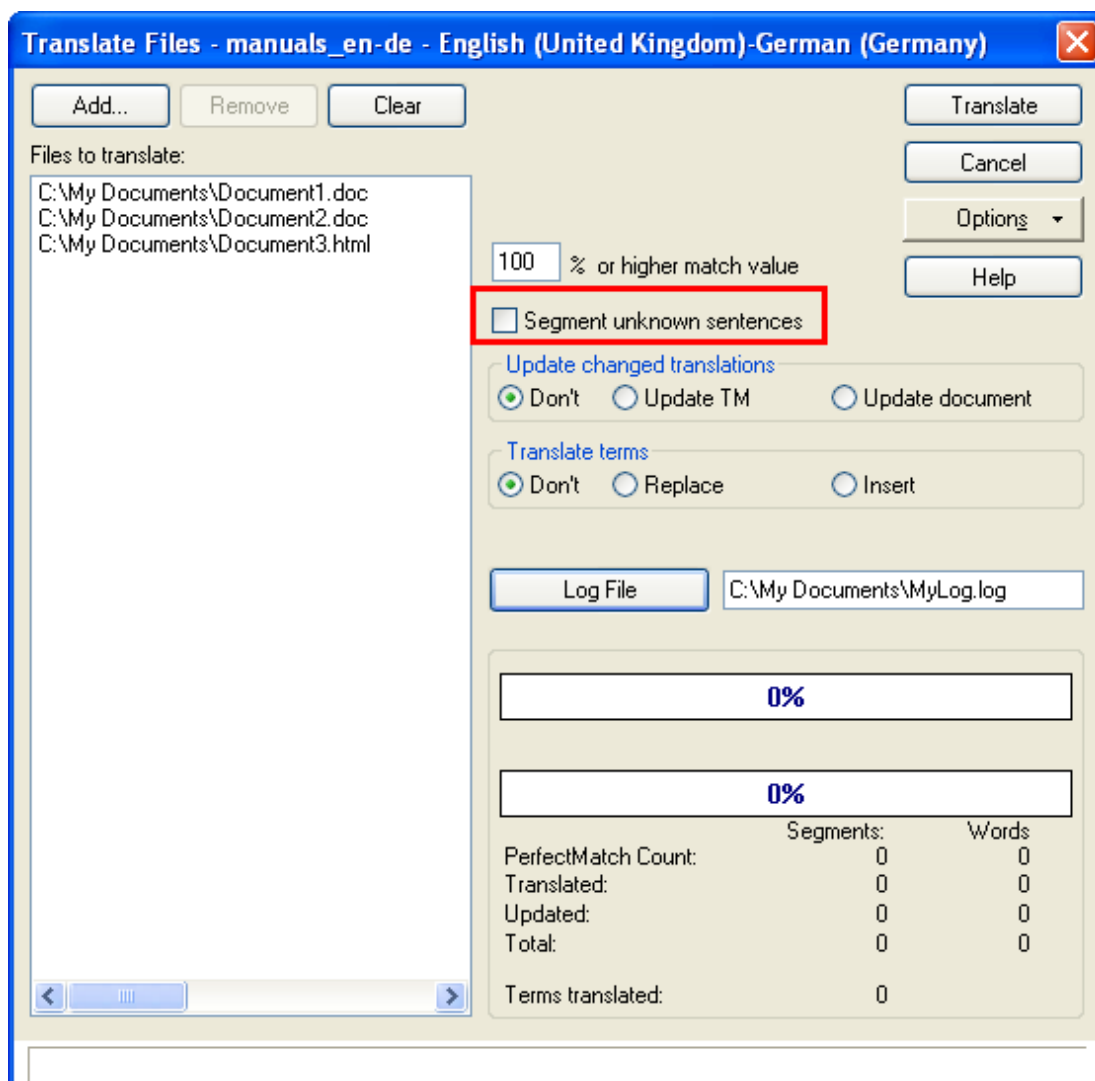 Translate Files - manuals_en-de - English (United Kingdom)-German (Germany)
Add... Remove Clear
Translate
Files to translate:
Cancel
C:\My Documents\Document1.doc
C:\My Documents\Document2.doc
C:\My Documents\Document3.html
Options
100 % or higher match value
Help
Segment unknown sentences
Update changed translations
Don't Update TM Update document
Translate terms
Don't Replace Insert
Log File C:\My Documents\MyLog.log
0%
0%
Segments: Words
PerfectMatch Count: 0 0
Translated: 0 0
Updated: 0 0
Total: 0 0
Terms translated: 0